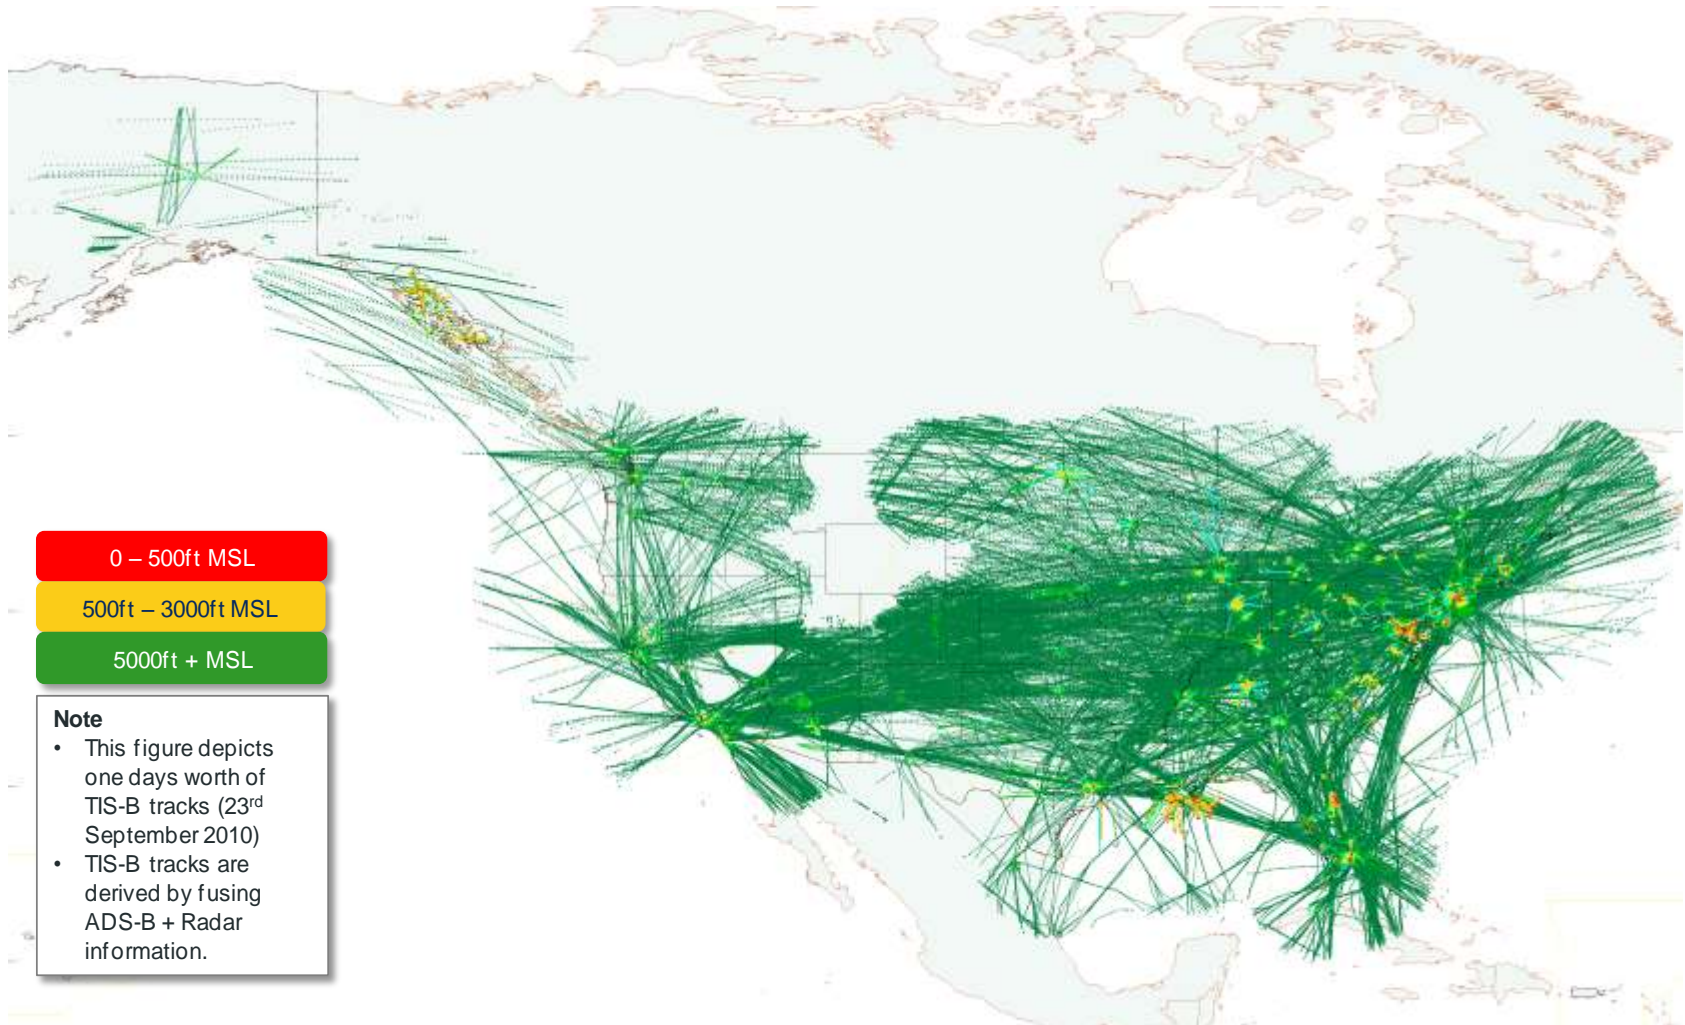 0 – 500ft MSL
500ft – 3000ft MSL
5000ft + MSL
Note
• This figure depicts
one days worth of
TIS-B tracks (23rd
September 2010)
• TIS-B tracks are
derived by fusing
ADS-B + Radar
information.